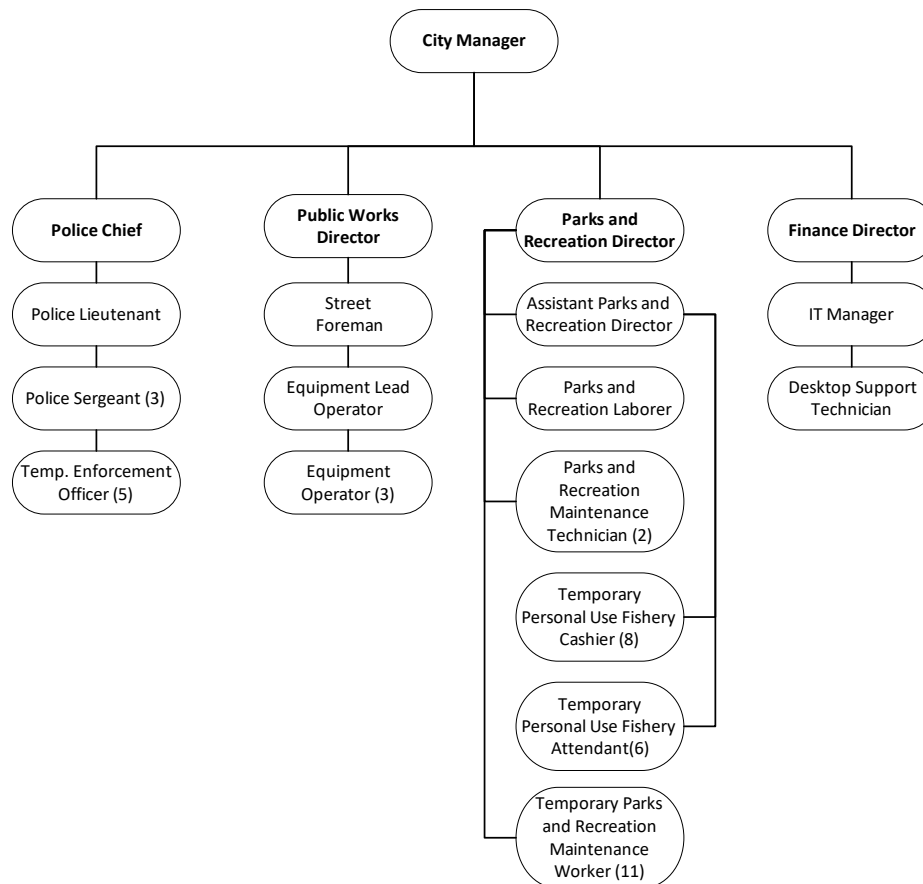 City Manager
Police Chief
Public Works
Director
Parks and
Recreation Director
Finance Director
Police Lieutenant
Street
Foreman
Assistant Parks and
Recreation Director
IT Manager
Police Sergeant (3)
Equipment Lead
Operator
Parks and
Recreation Laborer
Desktop Support
Technician
Temp. Enforcement
Officer (5)
Equipment
Operator (3)
Parks and
Recreation
Maintenance
Technician (2)
Temporary
Personal Use Fishery
Cashier (8)
Temporary
Personal Use Fishery
Attendant(6)
Temporary Parks
and Recreation
Maintenance
Worker (11)